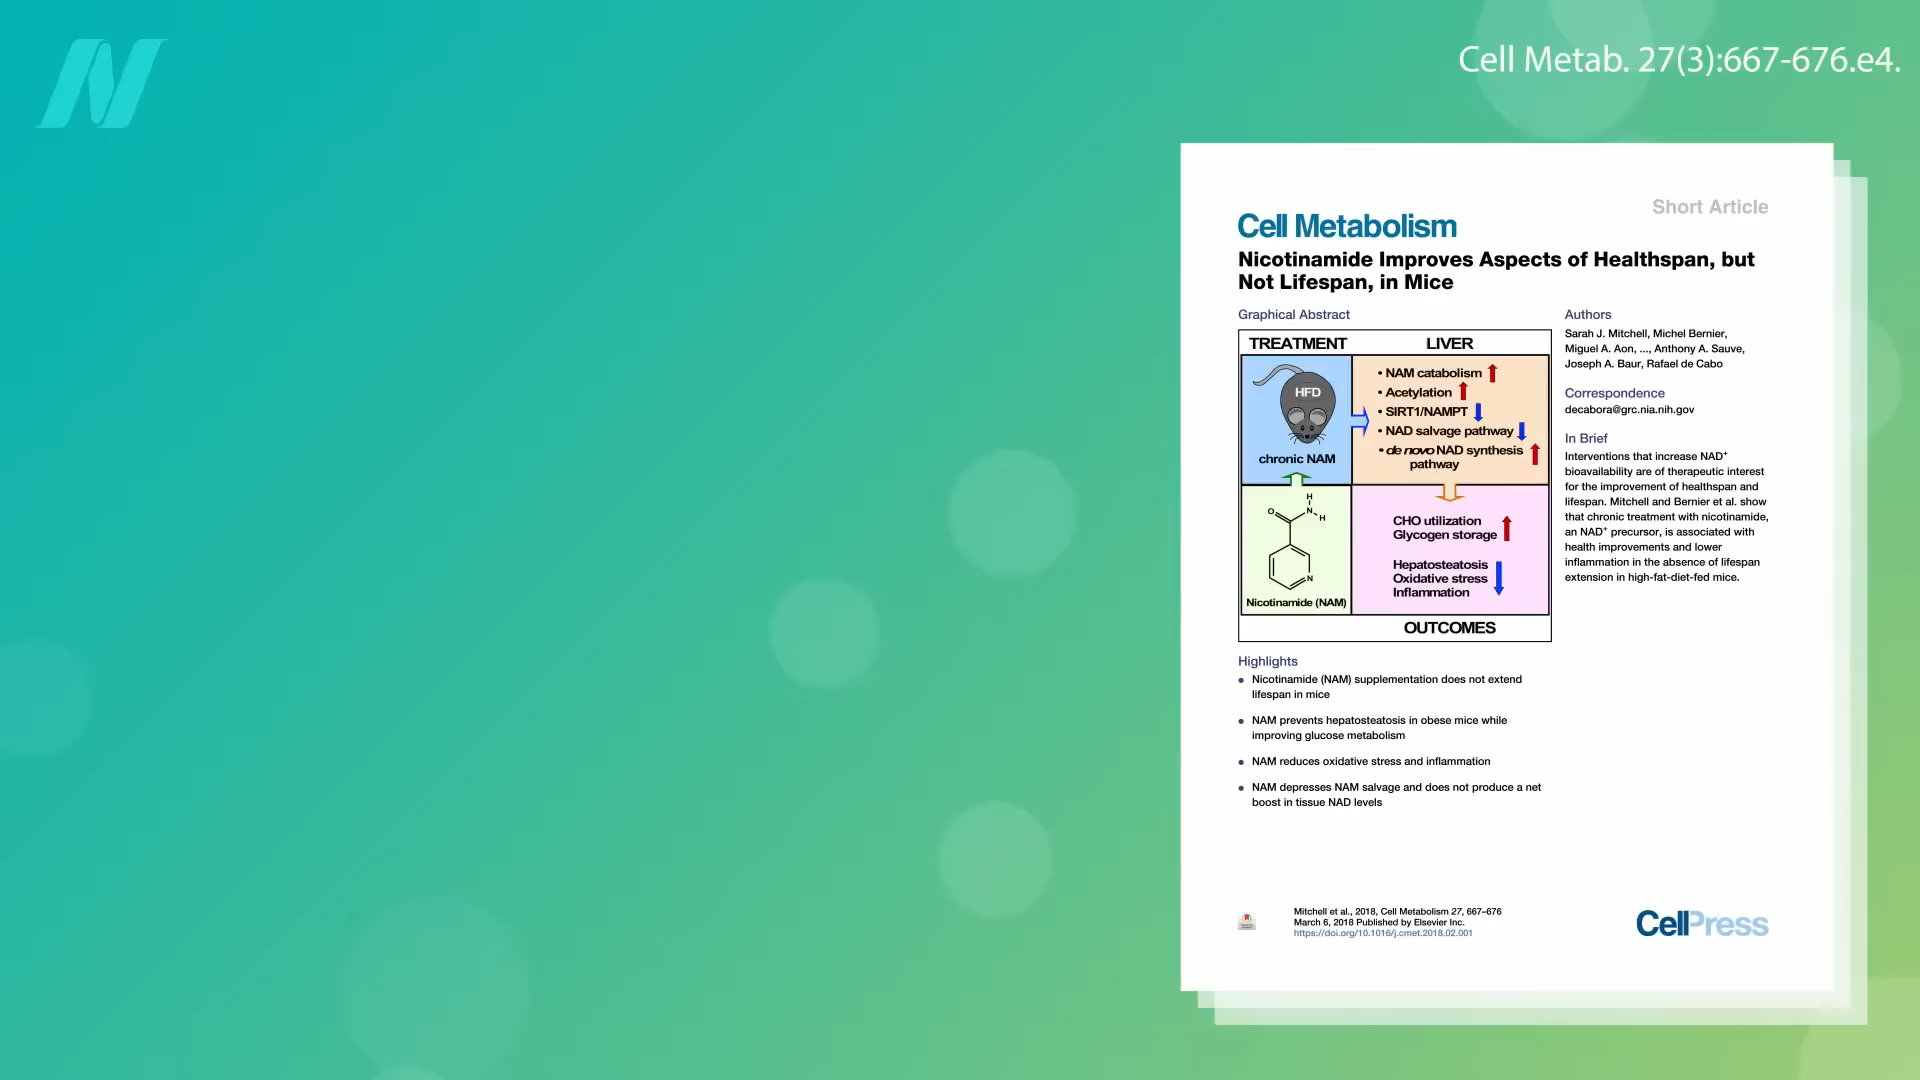 Cell Metab. 27(3):667-676.e4.
Short Article
Cell Metabolism
Nicotinamide Improves Aspects of Healthspan, but
Not Lifespan, in Mice
Graphical Abstract
TREATMENT
LIVER
HFD
chronic NAM
• NAM catabolism
• Acetylation
• SIRT1/NAMPT
• NAD salvage pathway
• de novo NAD synthesis
pathway
O
H
N
H
N
Nicotinamide (NAM)
CHO utilization
Glycogen storage
Hepatosteatosis
Oxidative stress
Inflammation
OUTCOMES
Authors
Sarah J. Mitchell, Michel Bernier,
Miguel A. Aon, ..., Anthony A. Sauve,
Joseph A. Baur, Rafael de Cabo
Correspondence
decabora@grc.nia.nih.gov
In Brief
Interventions that increase NAD+
bioavailability are of therapeutic interest
for the improvement of healthspan and
lifespan. Mitchell and Bernier et al. show
that chronic treatment with nicotinamide,
an NAD+ precursor, is associated with
health improvements and lower
inflammation in the absence of lifespan
extension in high-fat-diet-fed mice.
Highlights
• Nicotinamide (NAM) supplementation does not extend
lifespan in mice
• NAM prevents hepatosteatosis in obese mice while
improving glucose metabolism
• NAM reduces oxidative stress and inflammation
• NAM depresses NAM salvage and does not produce a net
boost in tissue NAD levels
Mitchell et al., 2018, Cell Metabolism 27, 667–676
March 6, 2018 Published by Elsevier Inc.
https://doi.org/10.1016/j.cmet.2018.02.001
CellPress